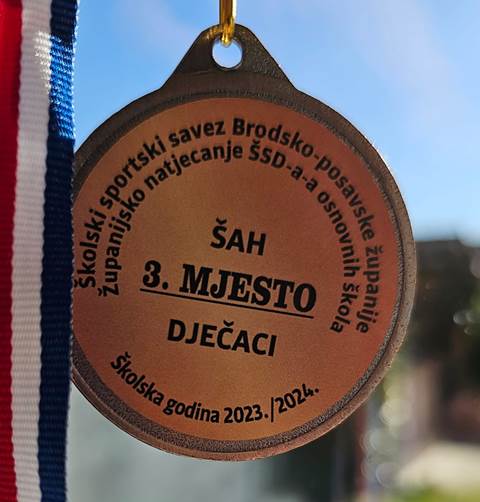 Školski sportski savez Brodsko-posavske županije
Županijsko natjecanje ŠSD-a-a osnovnih škola
ŠAH
3. MJESTO
DJEČACI
Školska godina 2023./2024.